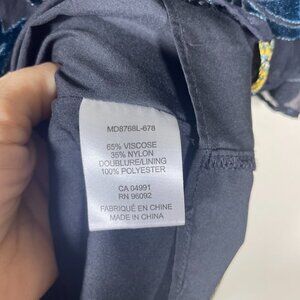 MD8768L-678
65% VISCOSE
35% NYLON
DOUBLURE/LINING
100% POLYESTER
CA 04991
RN 96092
FABRIQUÉ EN CHINE
MADE IN CHINA